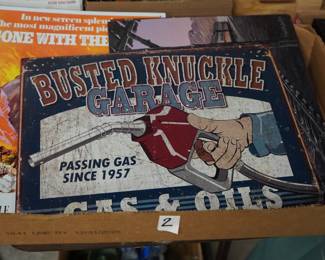 In new screen splen
the most magnificent pi
ONE WITH THE
BUSTED KNUCKLE
GARAGE
PASSING GAS
SINCE 1957
GAS & OILS
2